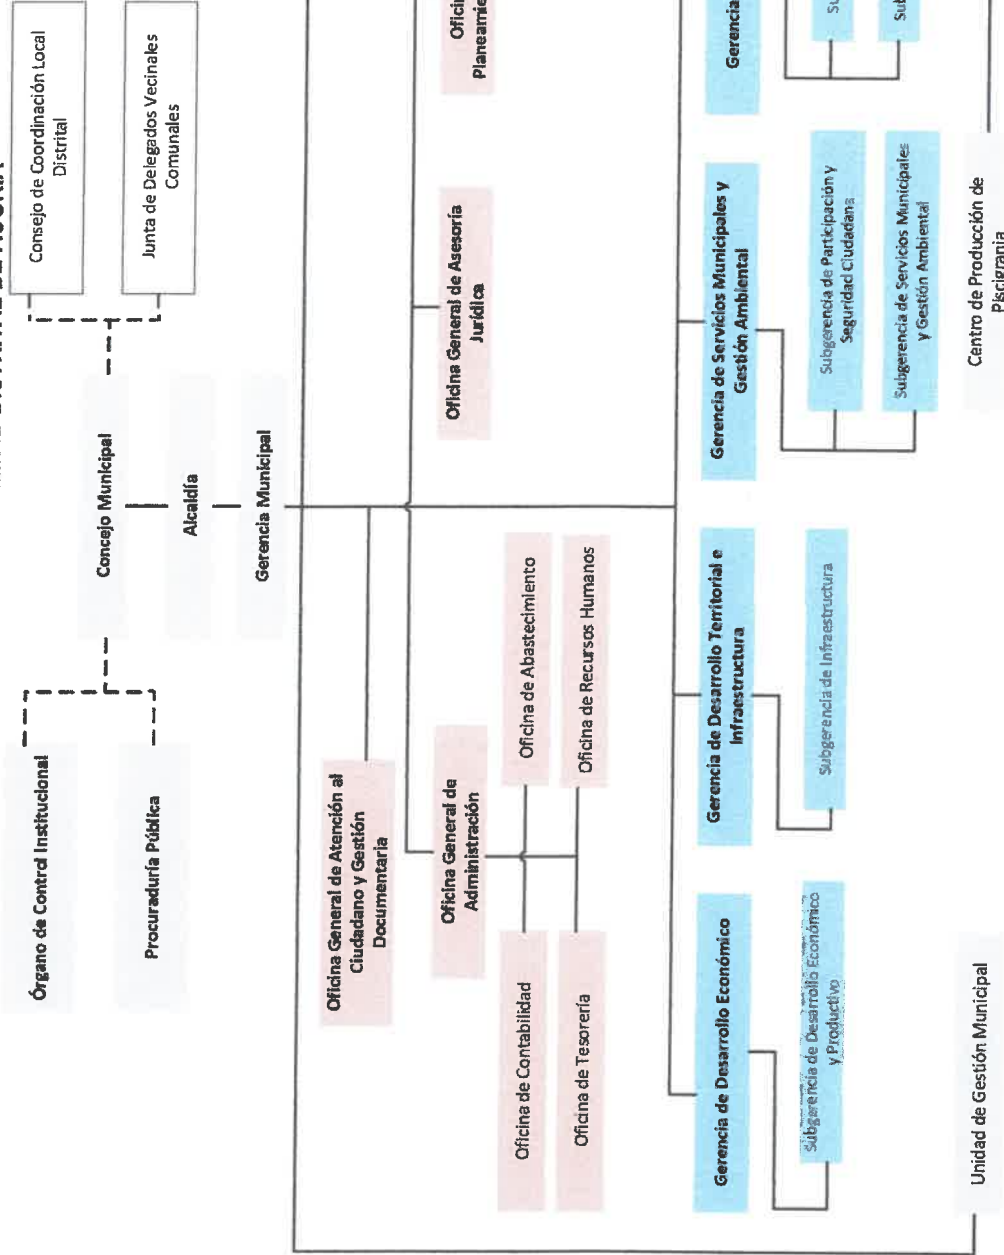 Consejo de Coordinación Local
Distrital
Junta de Delegados Vecinales
Comunales
Órgano de Control Institucional
Concejo Municipal
Procuraduría Pública
Alcaldía
Gerencia Municipal
Oficina General de Atención al
Ciudadano y Gestión
Documentaria
Oficina General de
Administración
Oficina General de Asesoría
Jurídica
Oficina de Contabilidad
Oficina de Abastecimiento
Oficina de Tesorería
Oficina de Recursos Humanos
Gerencia de Desarrollo Económico
Gerencia de Desarrollo Territorial e
Infraestructura
Gerencia de Servicios Municipales y
Gestión Ambiental
Gerencia
Subgerencia de Desarrollo Económico
y Productivo
Subgerencia de Infraestructura
Subgerencia de Participación y
Seguridad Ciudadana
Subgerencia de Servicios Municipales
y Gestión Ambiental
Unidad de Gestión Municipal
Centro de Producción de
Piscigranja